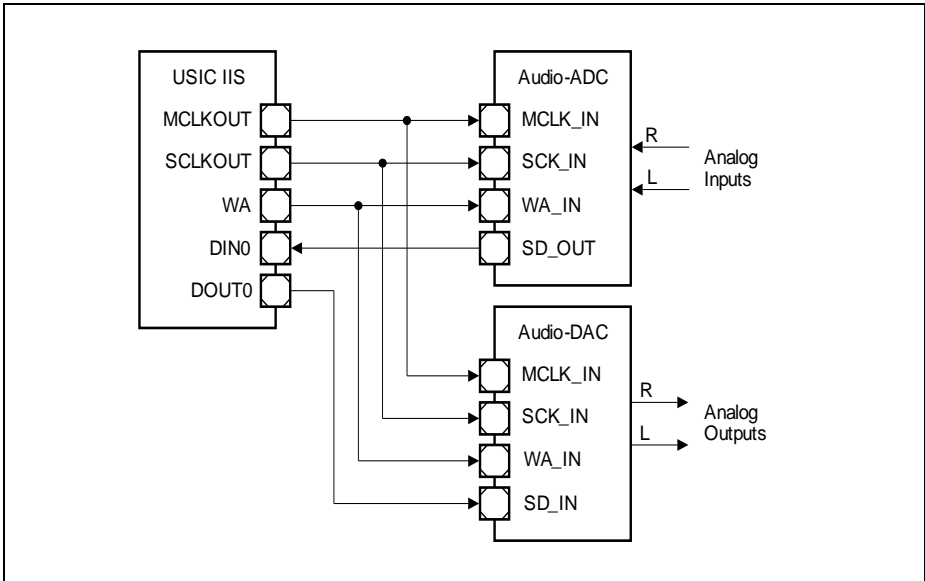 USIC IIS
MCLKOUT
SCLKOUT
WA
DIN0
DOUT0
Audio-ADC
MCLK_IN
SCK_IN
WA_IN
SD_OUT
R
L
Analog
Inputs
Audio-DAC
MCLK_IN
SCK_IN
WA_IN
SD_IN
R
L
Analog
Outputs